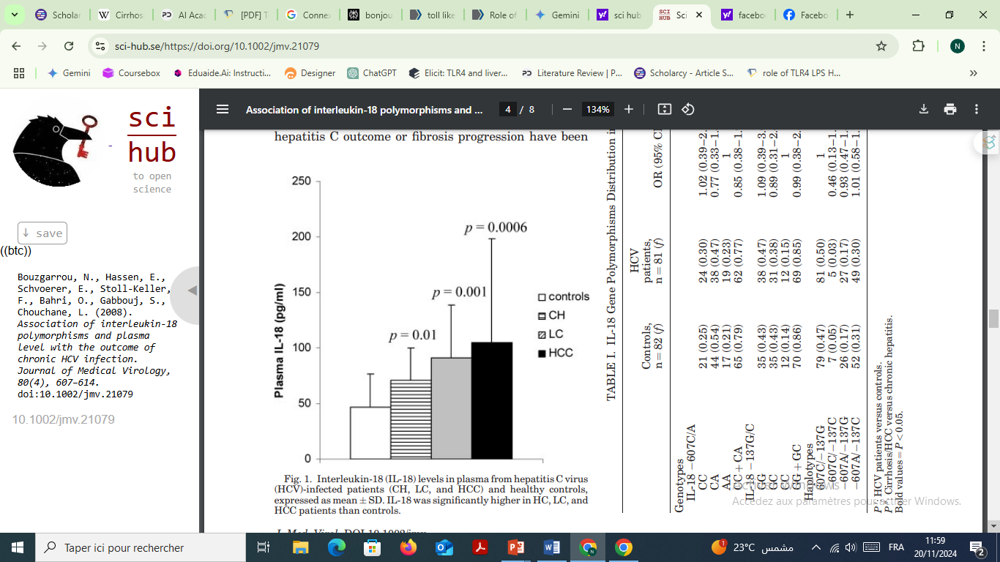 Scholar
Cirrhos
AI Acac
[PDF] T
Connex
bonjou
toll like
Role of
Gemini
sci hub
Sci
facebo
Facebo
sci-hub.se/https://doi.org/10.1002/jmv.21079
N
Gemini
Coursebox
Eduaide.Ai: Instructi...
Designer
ChatGPT
Elicit: TLR4 and liver...
Literature Review | P...
Scholarcy - Article S...
role of TLR4 LPS H...
sci
hub
to open
science
↓ save
((btc))
Bouzgarrou, N., Hassen, E.,
Schvoerer, E., Stoll-Keller,
F., Bahri, O., Gabbouj, S.,
Chouchane, L. (2008).
Association of interleukin-18
polymorphisms and plasma
level with the outcome of
chronic HCV infection.
Journal of Medical Virology,
80(4), 607–614.
doi:10.1002/jmv.21079
10.1002/jmv.21079
Association of interleukin-18 polymorphisms and ...
4 / 8
134%
hepatitis C outcome or fibrosis progression have been
250
200
150
100
50
0
Plasma IL-18 (pg/ml)
p = 0.01
p = 0.001
p = 0.0006
controls
CH
LC
HCC
Fig. 1. Interleukin-18 (IL-18) levels in plasma from hepatitis C virus
(HCV)-infected patients (CH, LC, and HCC) and healthy controls,
expressed as mean ± SD. IL-18 was significantly higher in HC, LC, and
HCC patients than controls.
J. Med. Virol. DOI 10.1002/jmv
TABLE I. IL-18 Gene Polymorphisms Distribution in
Controls, n = 82 (f)
HCV patients, n = 81 (f)
OR (95% CI
Genotypes
IL-18 −607C/A
CC 21 (0.25) 24 (0.30) 1.02 (0.39–2.
CA 44 (0.54) 38 (0.47) 0.77 (0.33–1.
AA 17 (0.21) 19 (0.23) 1
CC + CA 65 (0.79) 62 (0.77) 0.85 (0.38–1.
IL-18 −137G/C
GG 35 (0.43) 38 (0.47) 1.09 (0.39–3.
GC 35 (0.43) 31 (0.38) 0.89 (0.31–2.
CC 12 (0.14) 12 (0.15) 1
GG + GC 70 (0.86) 69 (0.85) 0.99 (0.38–2.
Haplotypes
−607C/−137G 79 (0.47) 81 (0.50) 1
−607C/−137C 7 (0.05) 5 (0.03) 0.46 (0.13–1.
−607A/−137G 26 (0.17) 27 (0.17) 0.93 (0.47–1.
−607A/−137C 52 (0.31) 49 (0.30) 1.01 (0.58–1.
HCV patients versus controls.
Cirrhosis/HCC versus chronic hepatitis.
Bold values = P < 0.05.
Activer Windows
Accédez aux paramètres pour activer Windows.
Taper ici pour rechercher
1
23°C
مشمس
FRA
11:59
20/11/2024
2